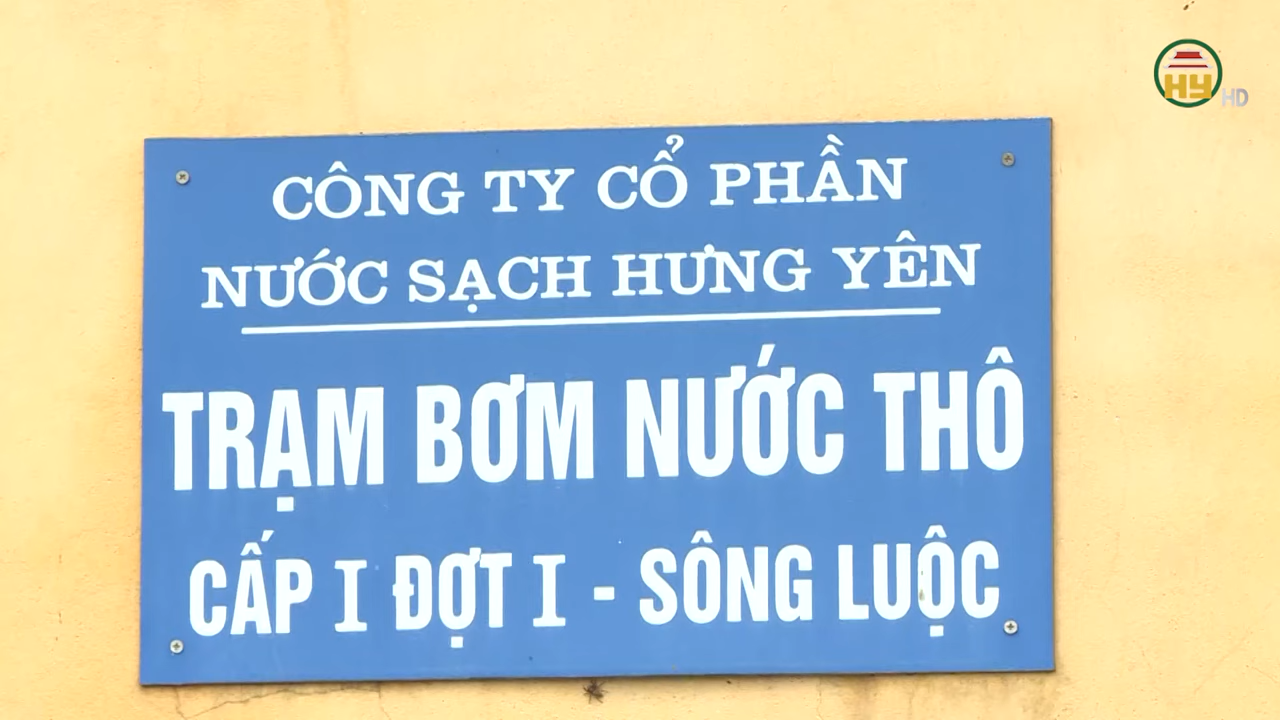 HY HD
CÔNG TY CỔ PHẦN
NƯỚC SẠCH HƯNG YÊN
TRẠM BƠM NƯỚC THÔ
CẤP I ĐỢT I - SÔNG LUỘC